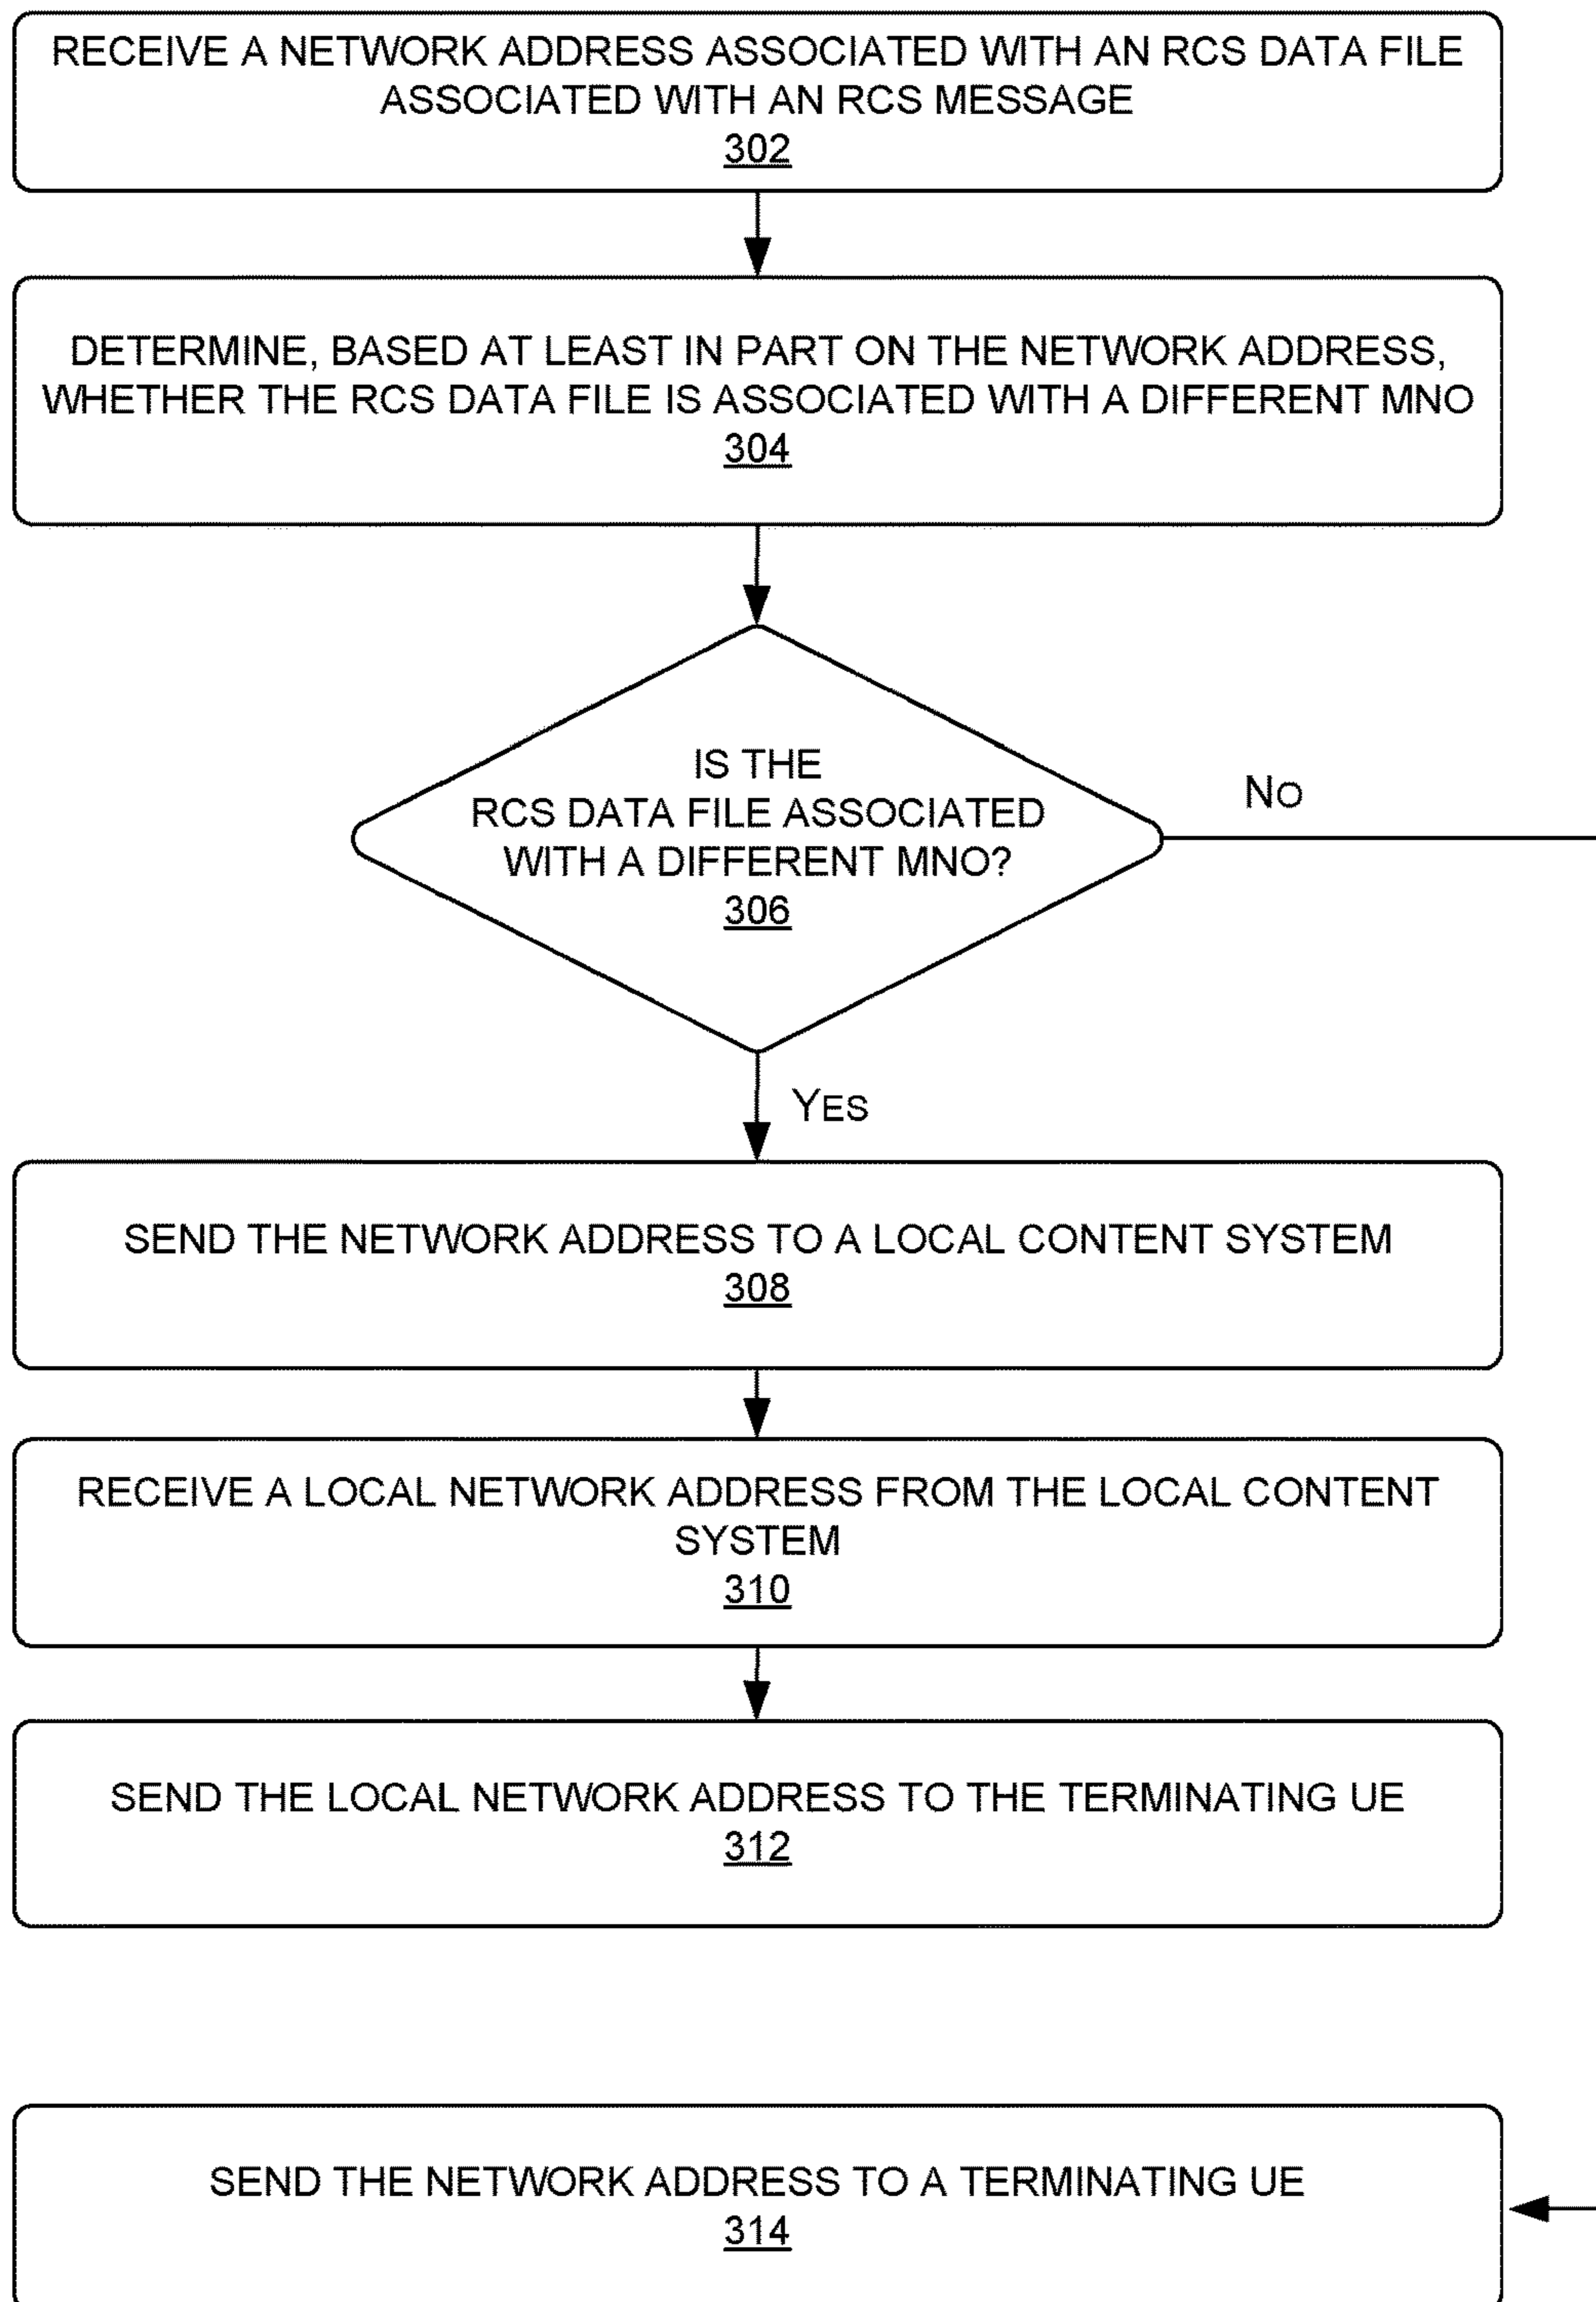 RECEIVE A NETWORK ADDRESS ASSOCIATED WITH AN RCS DATA FILE
ASSOCIATED WITH AN RCS MESSAGE
302
DETERMINE, BASED AT LEAST IN PART ON THE NETWORK ADDRESS,
WHETHER THE RCS DATA FILE IS ASSOCIATED WITH A DIFFERENT MNO
304
IS THE
RCS DATA FILE ASSOCIATED
WITH A DIFFERENT MNO?
306
NO
YES
SEND THE NETWORK ADDRESS TO A LOCAL CONTENT SYSTEM
308
RECEIVE A LOCAL NETWORK ADDRESS FROM THE LOCAL CONTENT
SYSTEM
310
SEND THE LOCAL NETWORK ADDRESS TO THE TERMINATING UE
312
SEND THE NETWORK ADDRESS TO A TERMINATING UE
314